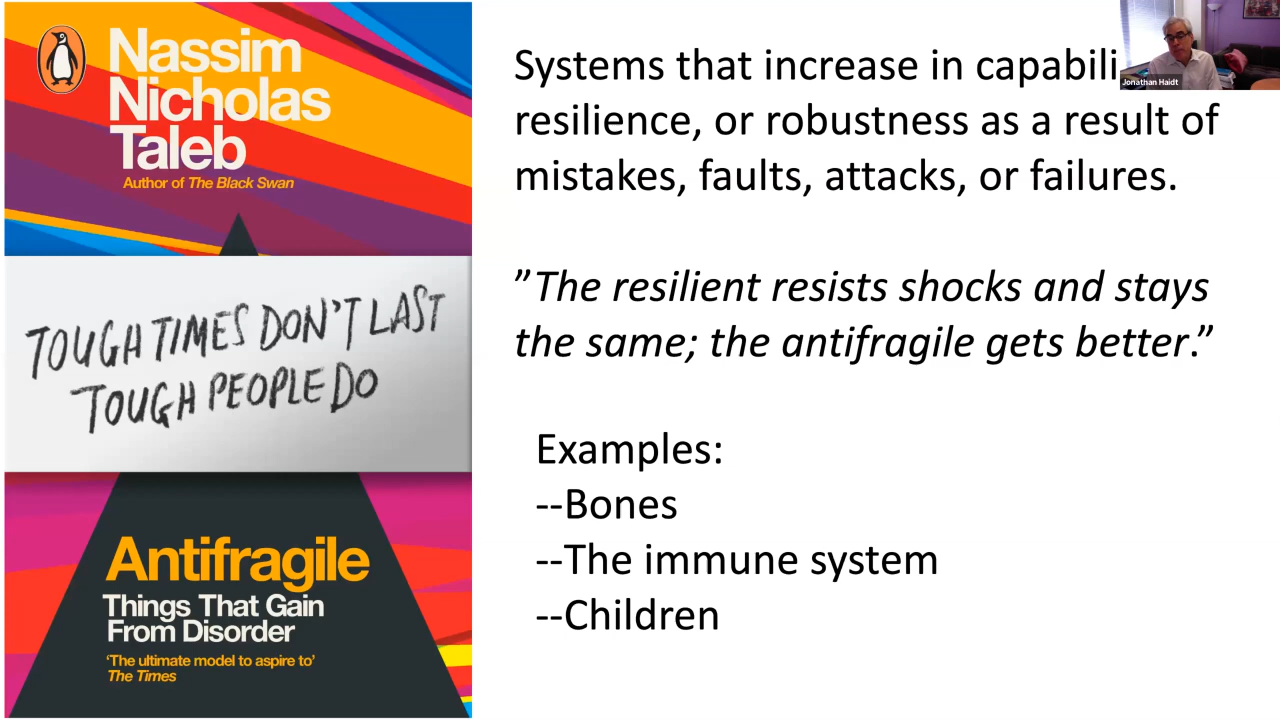 Nassim
Nicholas
Taleb
Author of The Black Swan
TOUGH TIMES DON'T LAST
TOUGH PEOPLE DO
Antifragile
Things That Gain
From Disorder
'The ultimate model to aspire to'
The Times
Systems that increase in capabili
resilience, or robustness as a result of
mistakes, faults, attacks, or failures.
”The resilient resists shocks and stays
the same; the antifragile gets better.”
Examples:
--Bones
--The immune system
--Children
Jonathan Haidt